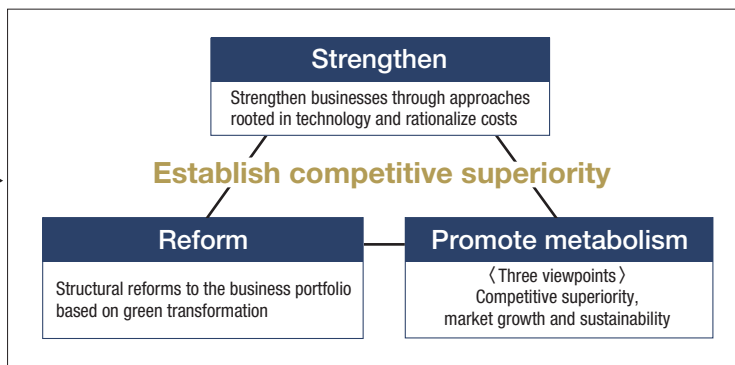 Strengthen
Strengthen businesses through approaches
rooted in technology and rationalize costs
Establish competitive superiority
Reform
Structural reforms to the business portfolio
based on green transformation
Promote metabolism
〈Three viewpoints〉
Competitive superiority,
market growth and sustainability